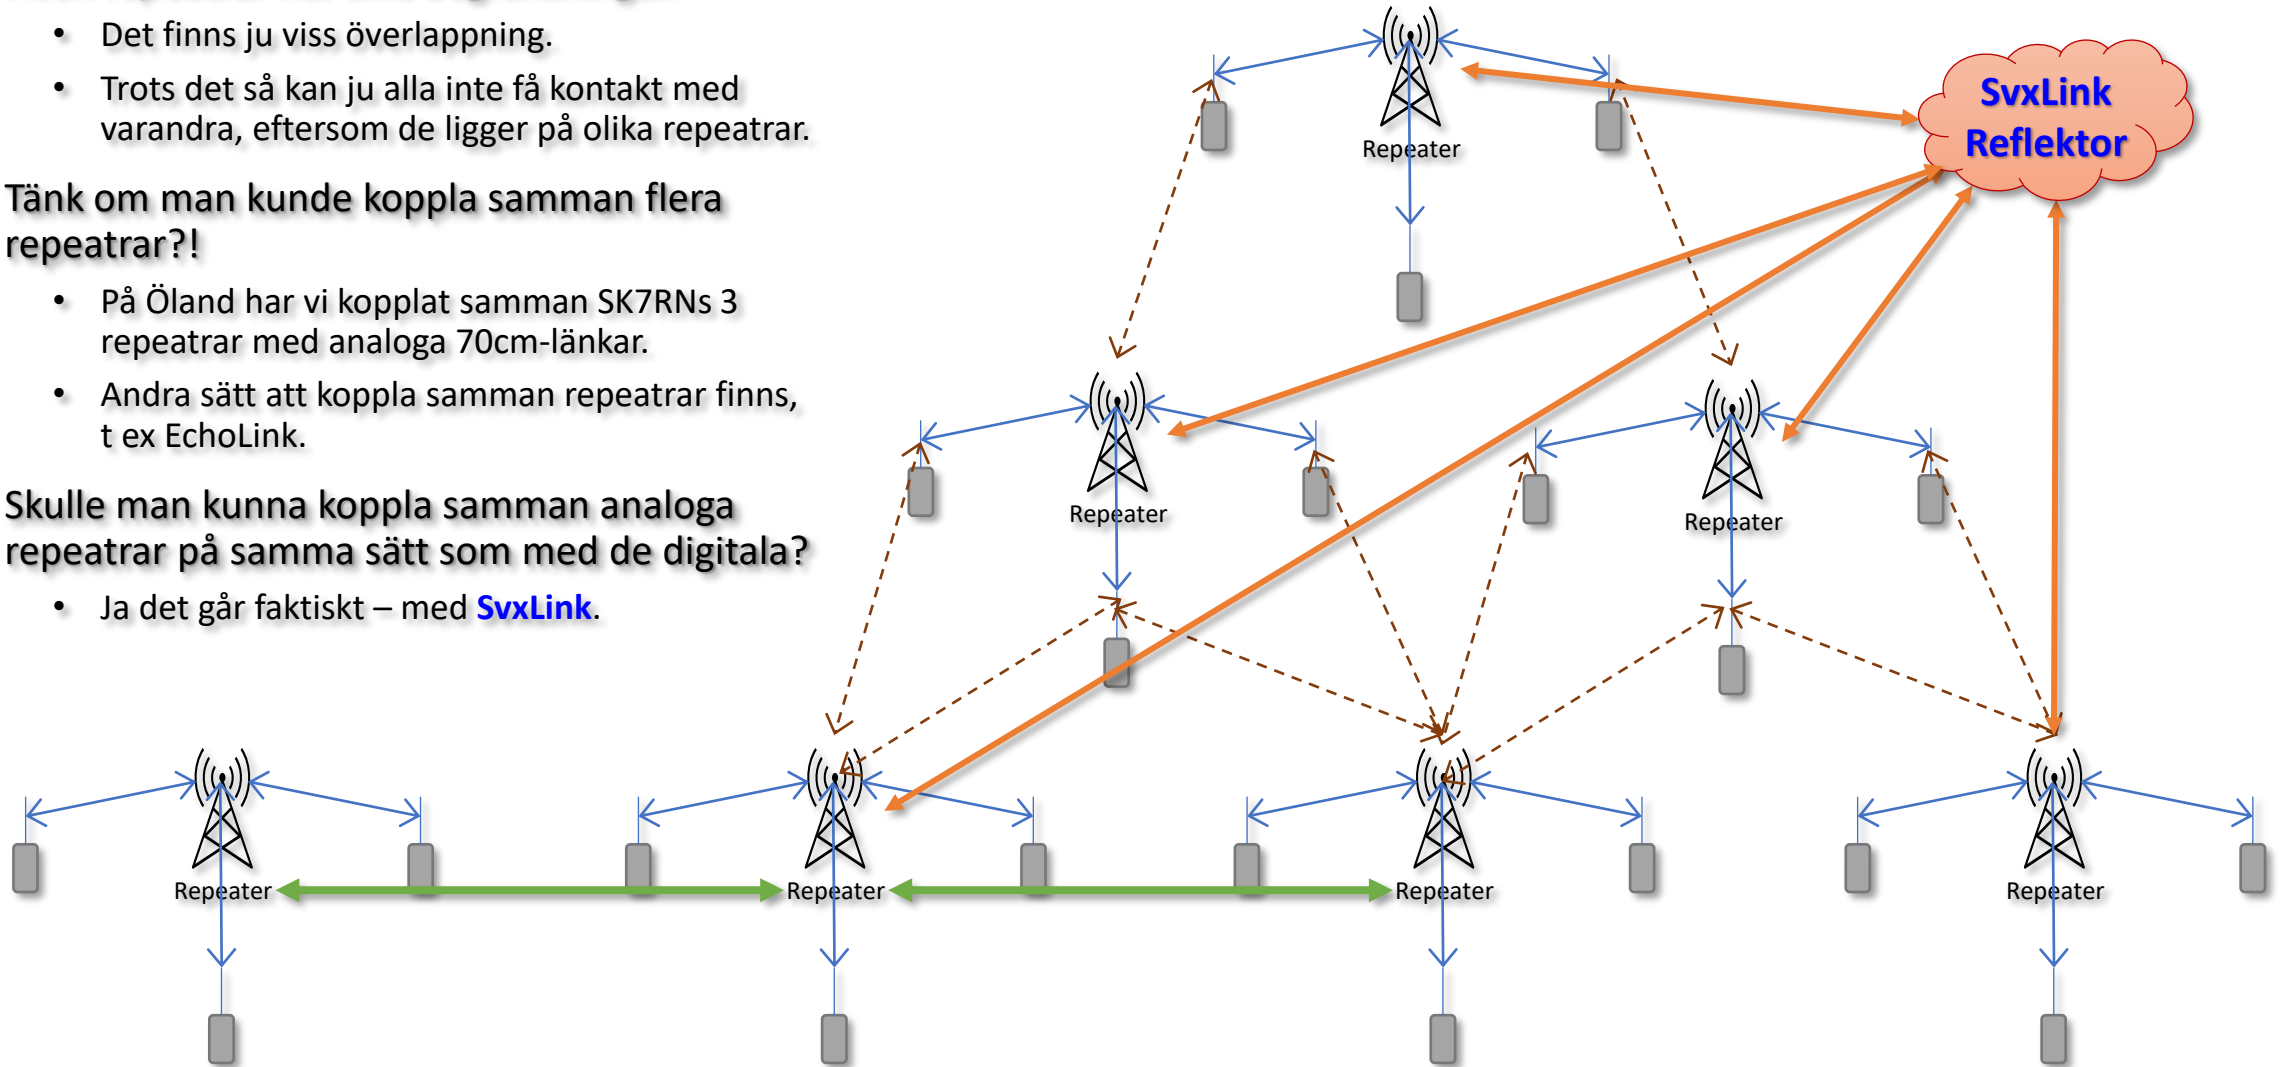 Det finns ju viss överlappning.
Trots det så kan ju alla inte få kontakt med
varandra, eftersom de ligger på olika repeatrar.
Tänk om man kunde koppla samman flera
repeatrar?!
På Öland har vi kopplat samman SK7RNs 3
repeatrar med analoga 70cm-länkar.
Andra sätt att koppla samman repeatrar finns,
t ex EchoLink.
Skulle man kunna koppla samman analoga
repeatrar på samma sätt som med de digitala?
Ja det går faktiskt – med SvxLink.
SvxLink
Reflektor
Repeater
Repeater
Repeater
Repeater
Repeater
Repeater
Repeater